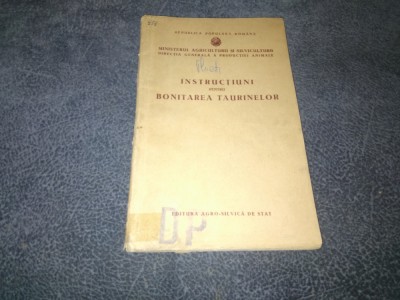 REPUBLICA POPULARĂ ROMÂNĂ
MINISTERUL AGRICULTURII ȘI SILVICULTURII
DIRECȚIA GENERALĂ A PRODUCȚIEI ANIMALE
INSTRUCȚIUNI
PENTRU
BONITAREA TAURINELOR
EDITURA AGRO-SILVICĂ DE STAT